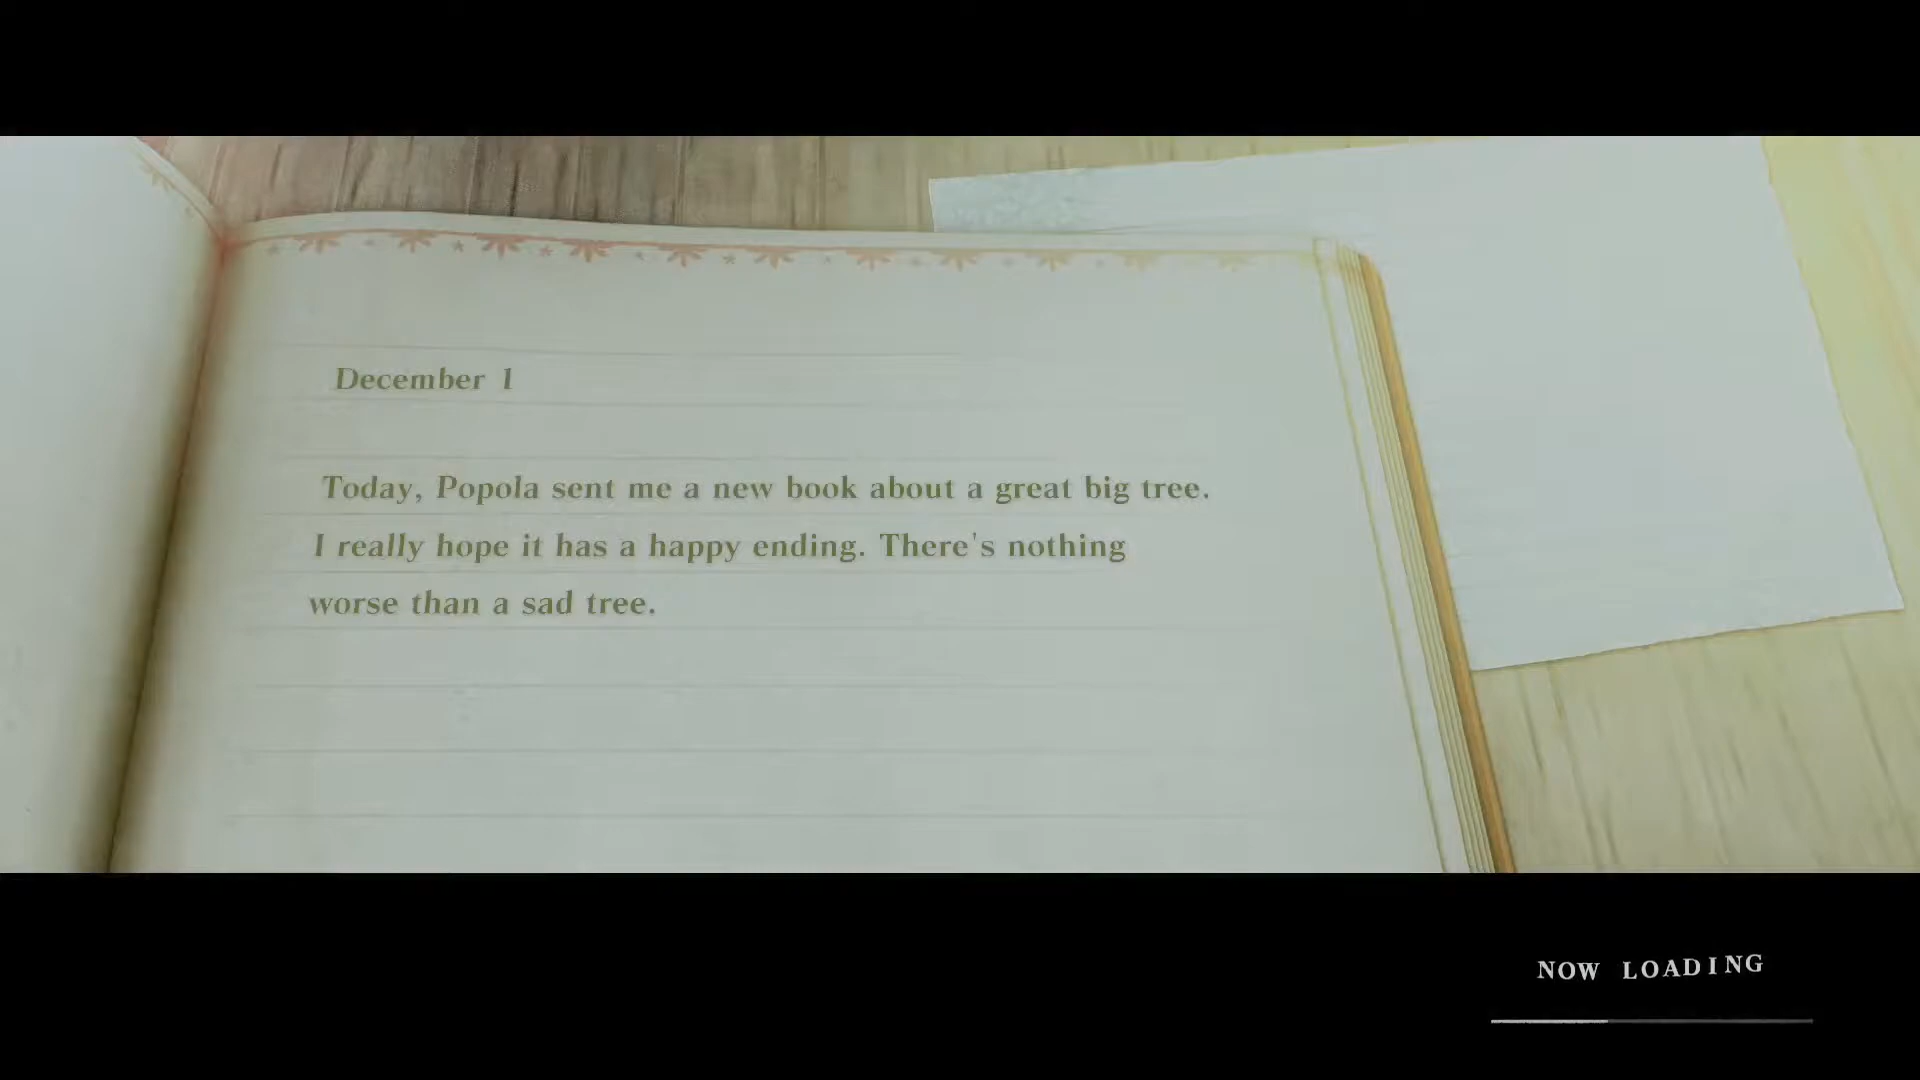 December 1
Today, Popola sent me a new book about a great big tree.
I really hope it has a happy ending. There's nothing
worse than a sad tree.
NOW LOADING